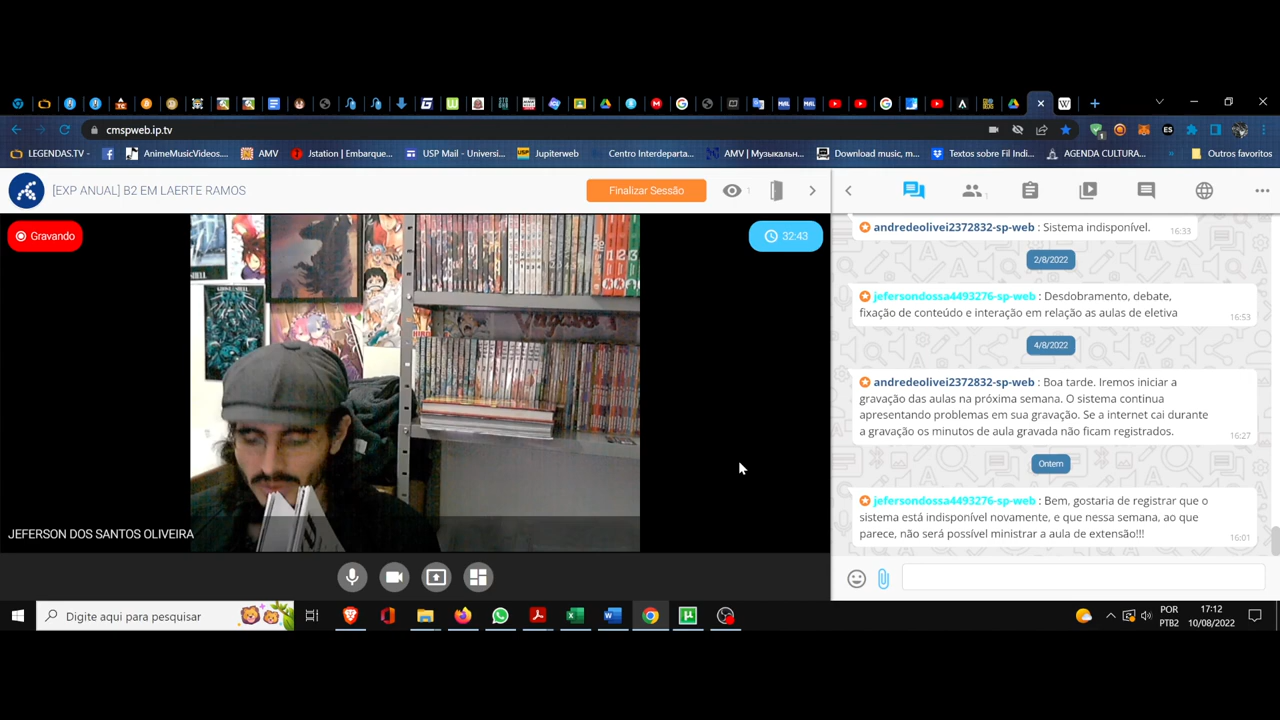 cmspweb.ip.tv
LEGENDAS.TV -
AnimeMusicVideos....
AMV
Jstation | Embarque...
USP Mail - Universi...
Jupiterweb
Centro Interdeparta...
AMV | Музыкальн...
Download music, m...
Textos sobre Fil Indi...
AGENDA CULTURA...
»
Outros favoritos
[EXP ANUAL] B2 EM LAERTE RAMOS
Finalizar Sessão
1
1
Gravando
32:43
JEFERSON DOS SANTOS OLIVEIRA
andredeolivei2372832-sp-web : Sistema indisponível.
16:33
2/8/2022
jefersondossa4493276-sp-web : Desdobramento, debate,
fixação de conteúdo e interação em relação as aulas de eletiva
16:53
4/8/2022
andredeolivei2372832-sp-web : Boa tarde. Iremos iniciar a
gravação das aulas na próxima semana. O sistema continua
apresentando problemas em sua gravação. Se a internet cai durante
a gravação os minutos de aula gravada não ficam registrados.
16:27
Ontem
jefersondossa4493276-sp-web : Bem, gostaria de registrar que o
sistema está indisponível novamente, e que nessa semana, ao que
parece, não será possível ministrar a aula de extensão!!!
16:01
Digite aqui para pesquisar
POR
PTB2
17:12
10/08/2022